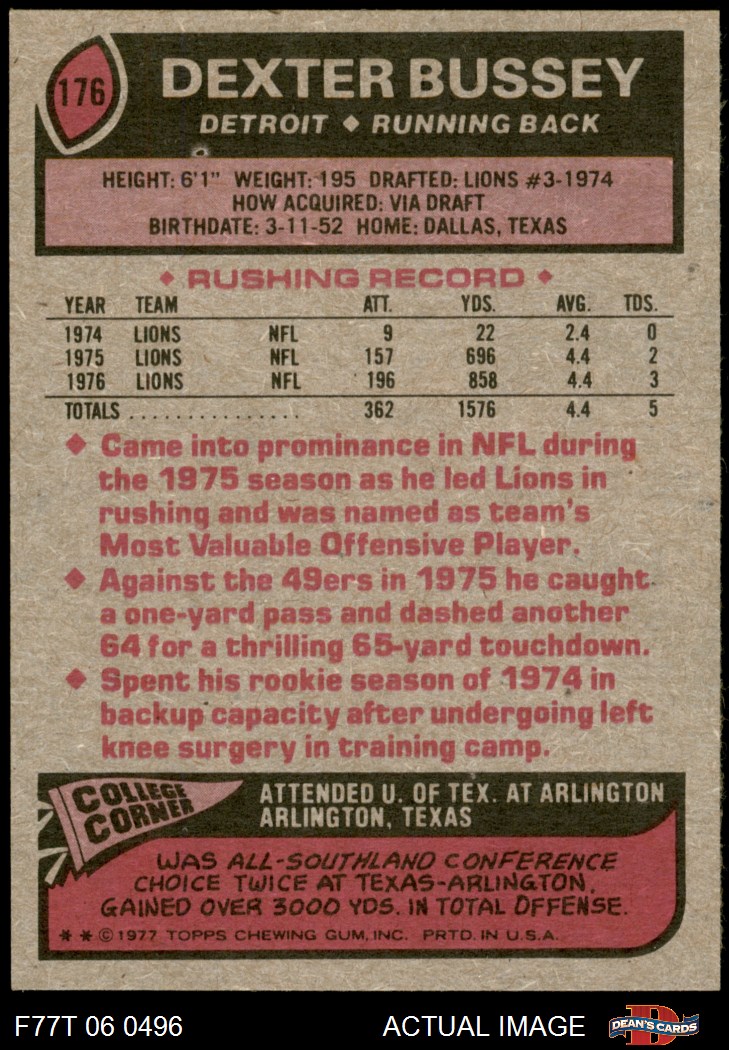 176
DEXTER BUSSEY
DETROIT ◆ RUNNING BACK
HEIGHT: 6'1" WEIGHT: 195 DRAFTED: LIONS #3-1974
HOW ACQUIRED: VIA DRAFT
BIRTHDATE: 3-11-52 HOME: DALLAS, TEXAS
◆ RUSHING RECORD ◆
YEAR TEAM ATT. YDS. AVG. TDS.
1974 LIONS NFL 9 22 2.4 0
1975 LIONS NFL 157 696 4.4 2
1976 LIONS NFL 196 858 4.4 3
TOTALS . . . . . . . . . . . . . . . 362 1576 4.4 5
◆ Came into prominance in NFL during
the 1975 season as he led Lions in
rushing and was named as team's
Most Valuable Offensive Player.
◆ Against the 49ers in 1975 he caught
a one-yard pass and dashed another
64 for a thrilling 65-yard touchdown.
◆ Spent his rookie season of 1974 in
backup capacity after undergoing left
knee surgery in training camp.
COLLEGE
CORNER
ATTENDED U. OF TEX. AT ARLINGTON
ARLINGTON, TEXAS
WAS ALL-SOUTHLAND CONFERENCE
CHOICE TWICE AT TEXAS-ARLINGTON.
GAINED OVER 3000 YDS. IN TOTAL OFFENSE.
* * © 1977 TOPPS CHEWING GUM, INC. PRTD. IN U.S.A.
F77T 06 0496 ACTUAL IMAGE DEAN'S CARDS